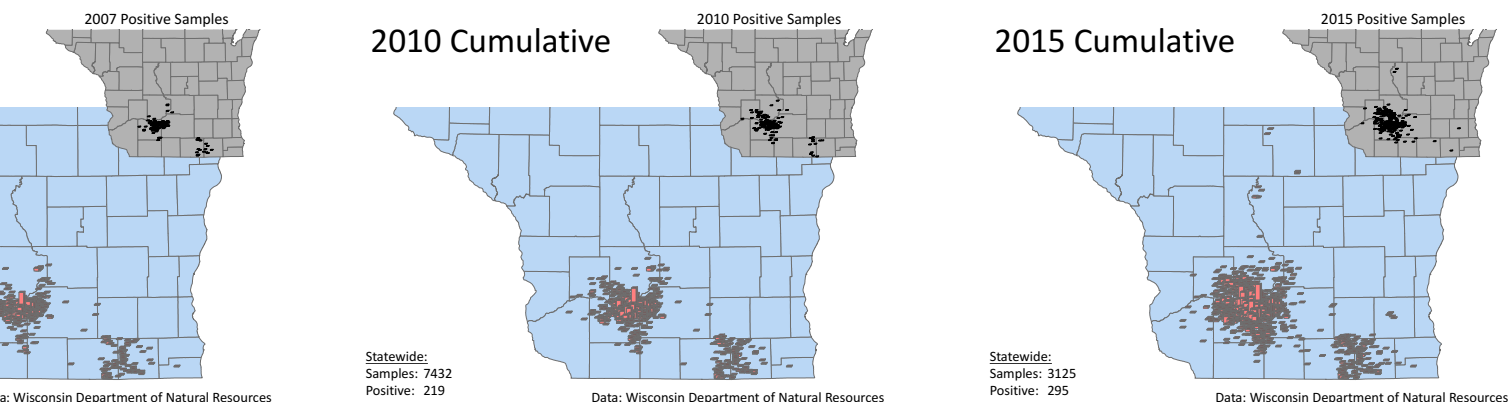 2007 Positive Samples
a: Wisconsin Department of Natural Resources
2010 Cumulative
2010 Positive Samples
Statewide:
Samples: 7432
Positive: 219
Data: Wisconsin Department of Natural Resources
2015 Cumulative
2015 Positive Samples
Statewide:
Samples: 3125
Positive: 295
Data: Wisconsin Department of Natural Resources